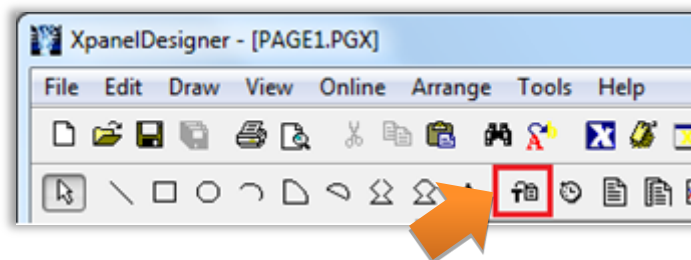 XpanelDesigner - [PAGE1.PGX]
File Edit Draw View Online Arrange Tools Help